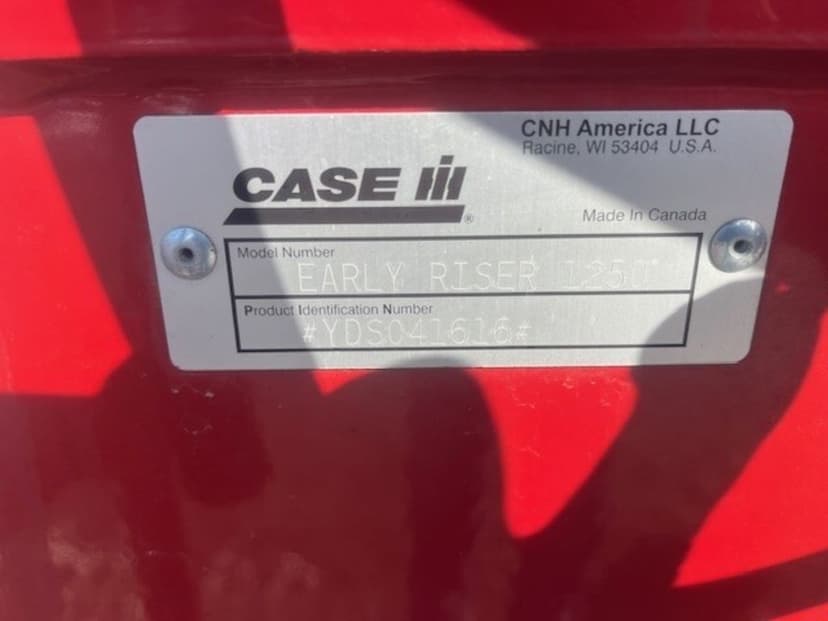 CNH America LLC
Racine, WI 53404 U.S.A.
CASE IH
®
Made In Canada
Model Number
EARLY RISER 1250
Product Identification Number
#YDS041616#